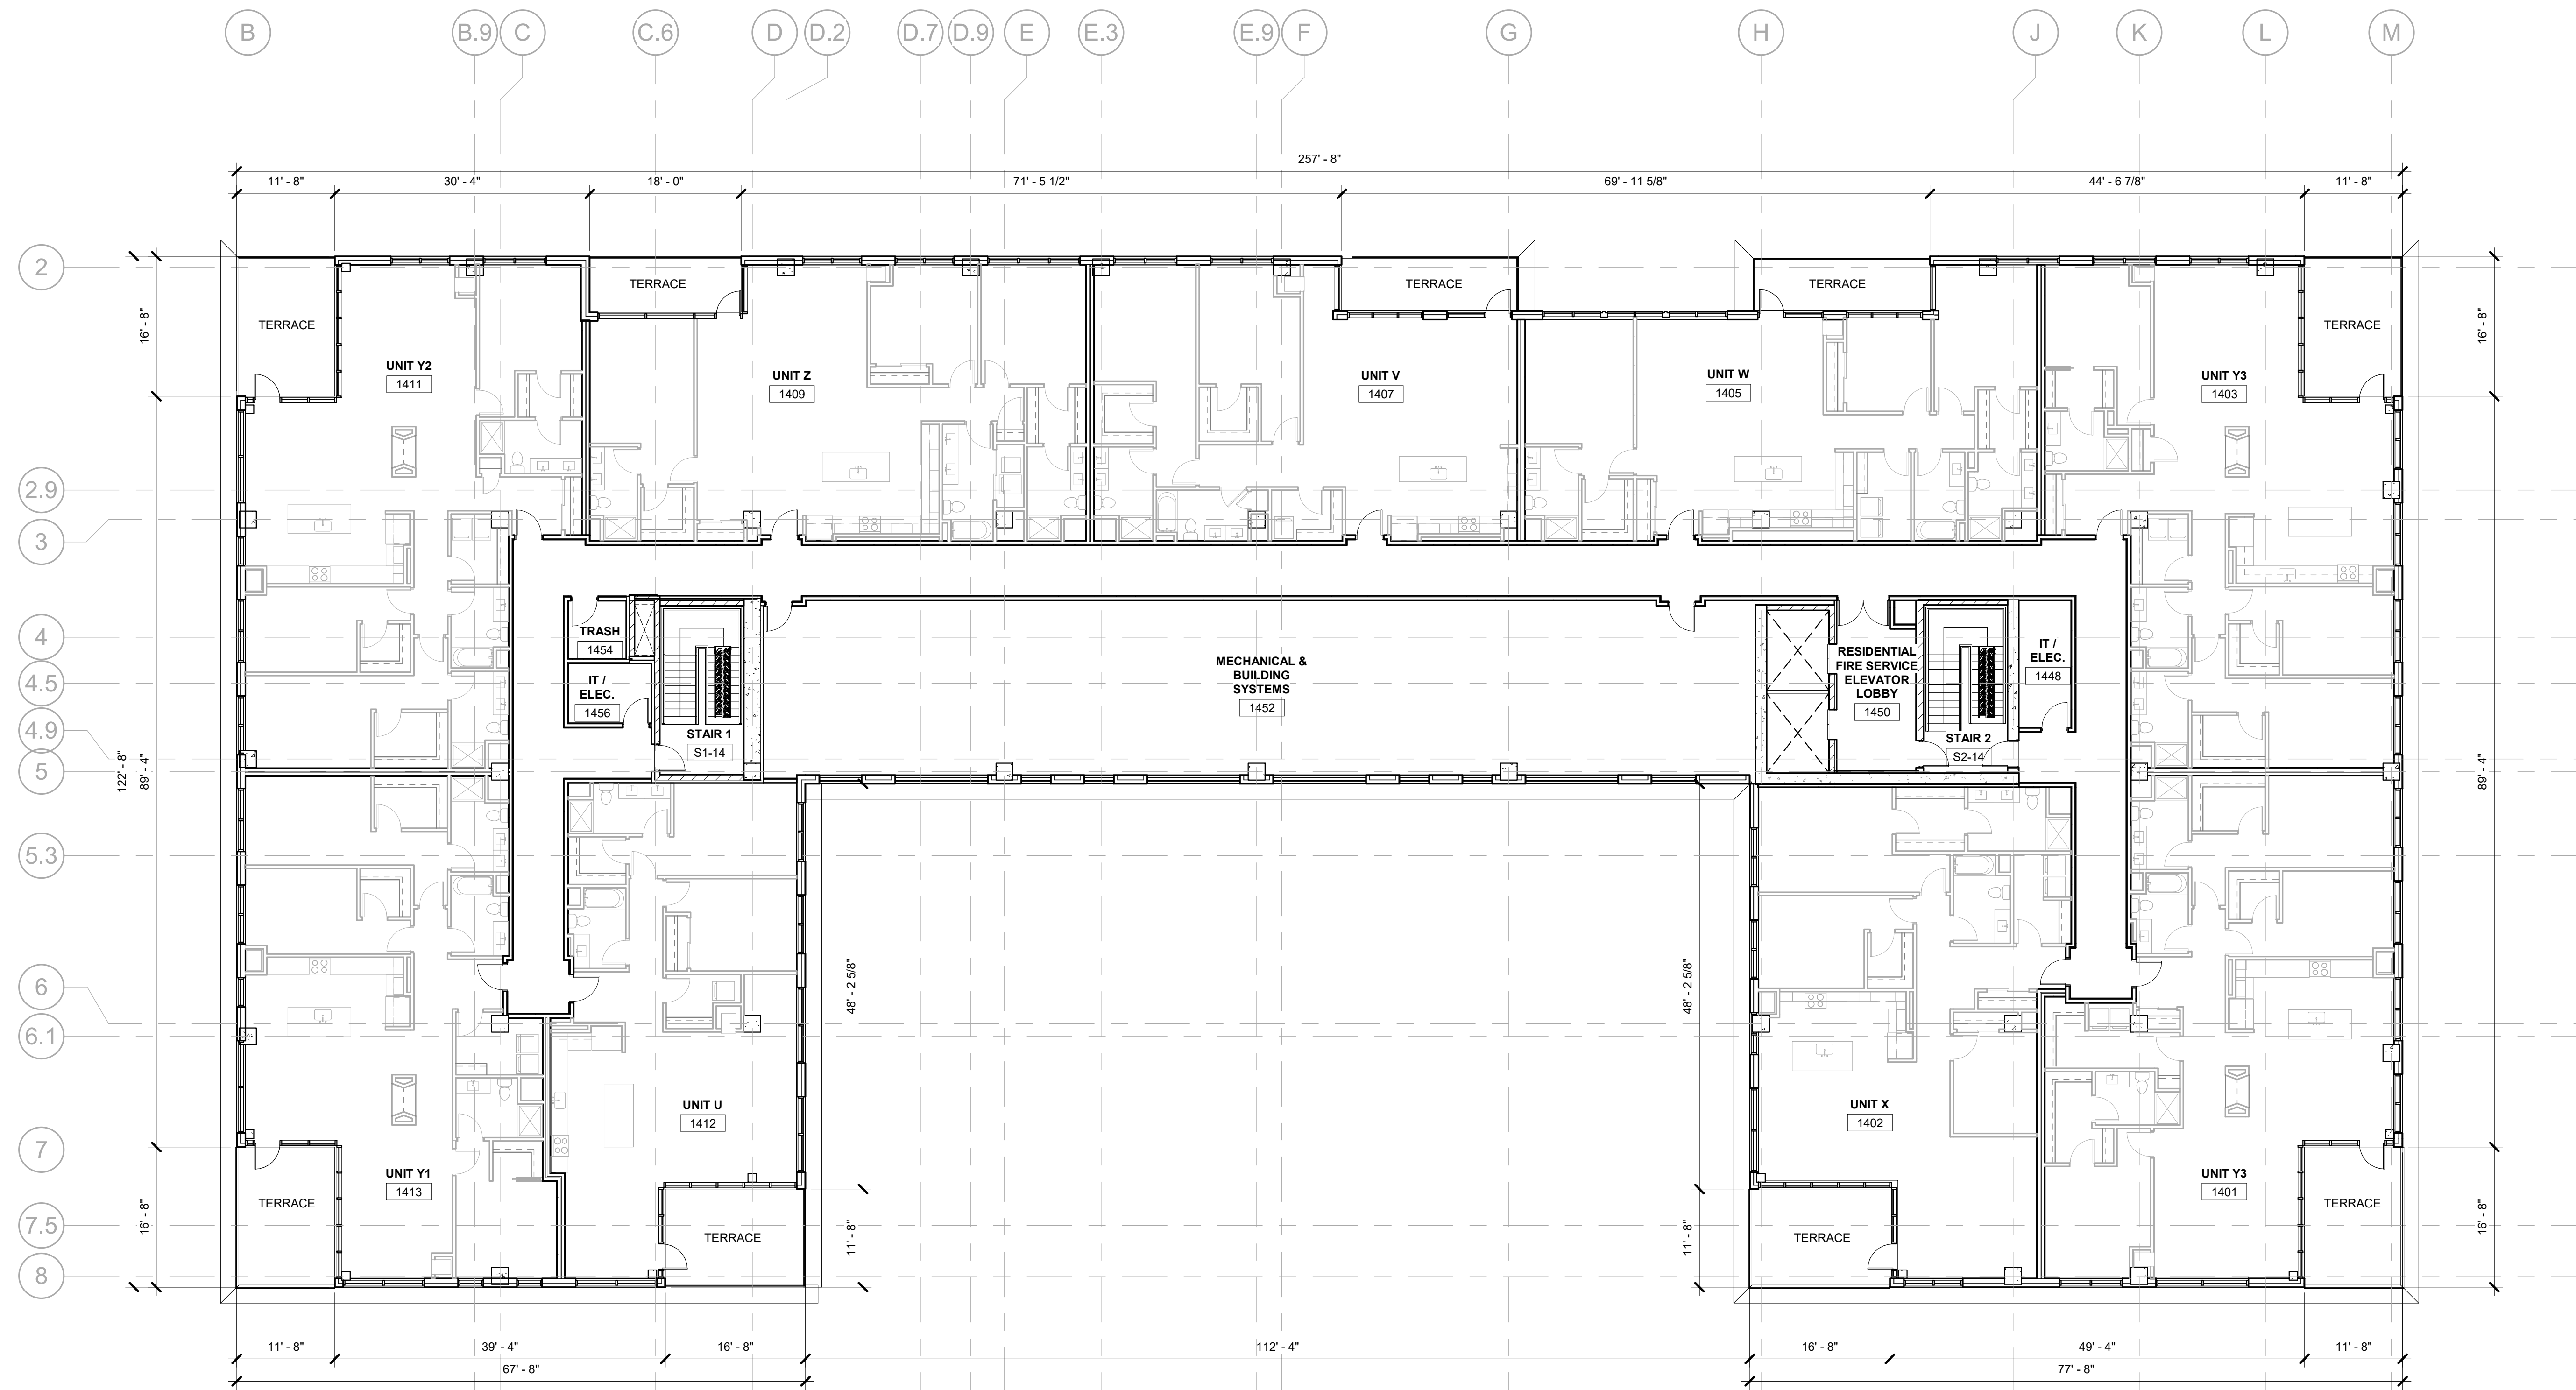 B
B.9
C
C.6
D
D.2
D.7
D.9
E
E.3
E.9
F
G
H
J
K
L
M
257' - 8"
11' - 8"
30' - 4"
18' - 0"
71' - 5 1/2"
69' - 11 5/8"
44' - 6 7/8"
11' - 8"
2
2.9
3
4
4.5
4.9
5
5.3
6
6.1
7
7.5
8
122' - 8"
16' - 8"
89' - 4"
16' - 8"
TERRACE
UNIT Y2
1411
TERRACE
UNIT Z
1409
TERRACE
UNIT V
1407
TERRACE
UNIT W
1405
UNIT Y3
1403
TERRACE
16' - 8"
89' - 4"
16' - 8"
TRASH
1454
IT /
ELEC.
1456
STAIR 1
S1-14
MECHANICAL &
BUILDING
SYSTEMS
1452
RESIDENTIAL
FIRE SERVICE
ELEVATOR
LOBBY
1450
STAIR 2
S2-14
IT /
ELEC.
1448
48' - 2 5/8"
11' - 8"
48' - 2 5/8"
11' - 8"
UNIT U
1412
UNIT Y1
1413
TERRACE
TERRACE
UNIT X
1402
TERRACE
UNIT Y3
1401
TERRACE
11' - 8"
39' - 4"
16' - 8"
112' - 4"
16' - 8"
49' - 4"
11' - 8"
67' - 8"
77' - 8"